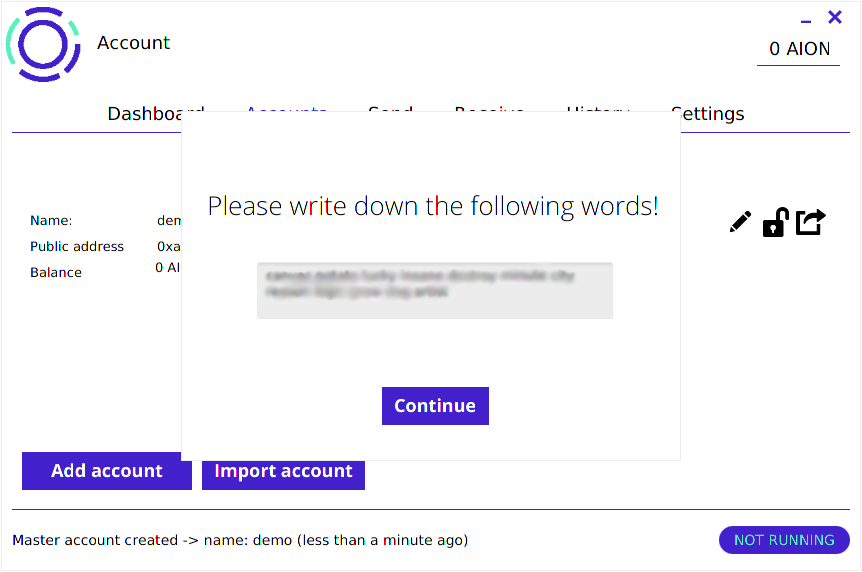 Account
0 AION
Dashboard Accounts Send Receive History Settings
Please write down the following words!
Name: dem
Public address 0xa
Balance 0 AI
Continue
Add account Import account
Master account created -> name: demo (less than a minute ago)
NOT RUNNING